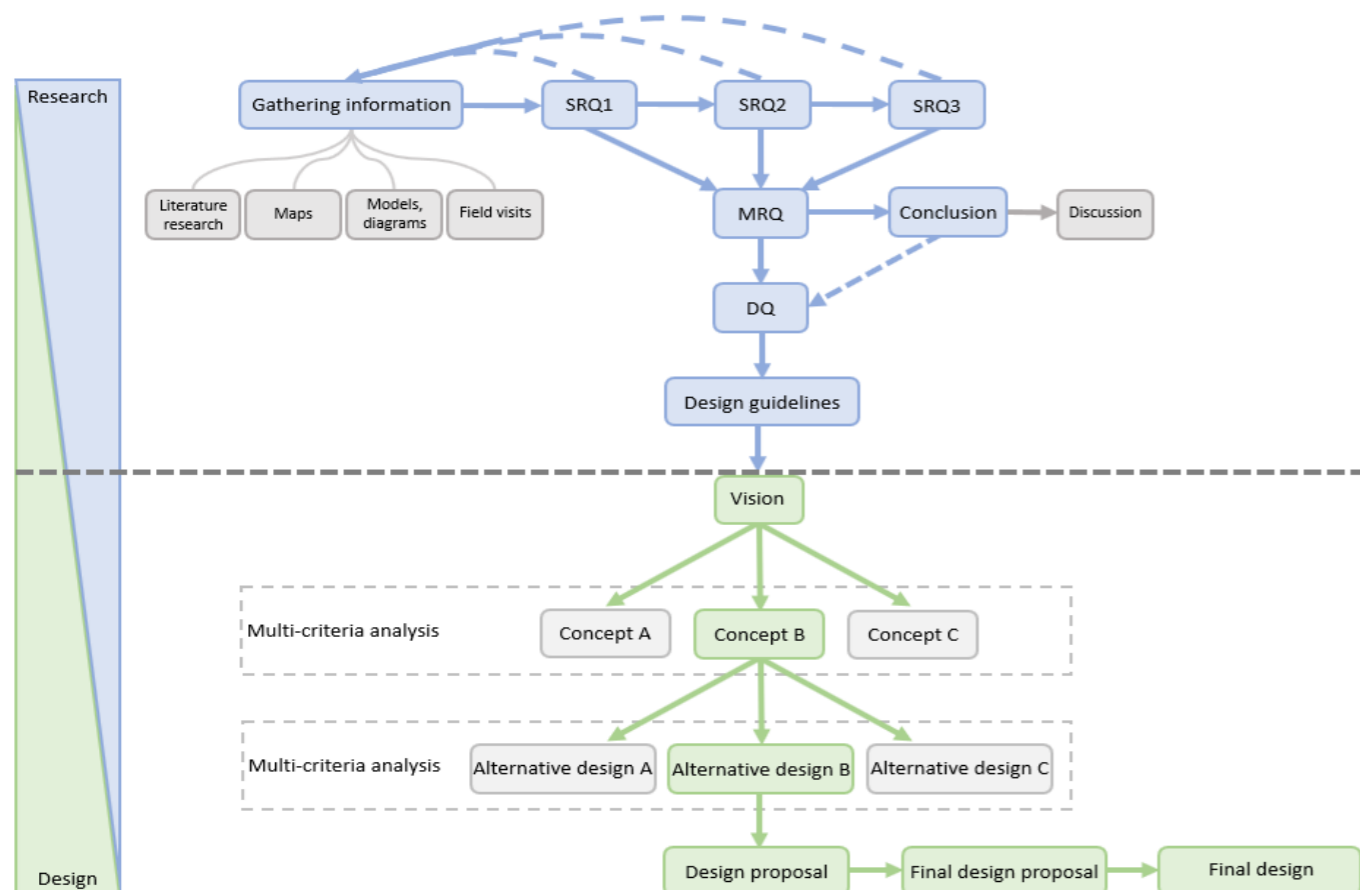 Research
Gathering information
SRQ1
SRQ2
SRQ3
Literature
research
Maps
Models,
diagrams
Field visits
MRQ
Conclusion
Discussion
DQ
Design guidelines
Vision
Multi-criteria analysis
Concept A
Concept B
Concept C
Multi-criteria analysis
Alternative design A
Alternative design B
Alternative design C
Design
Design proposal
Final design proposal
Final design